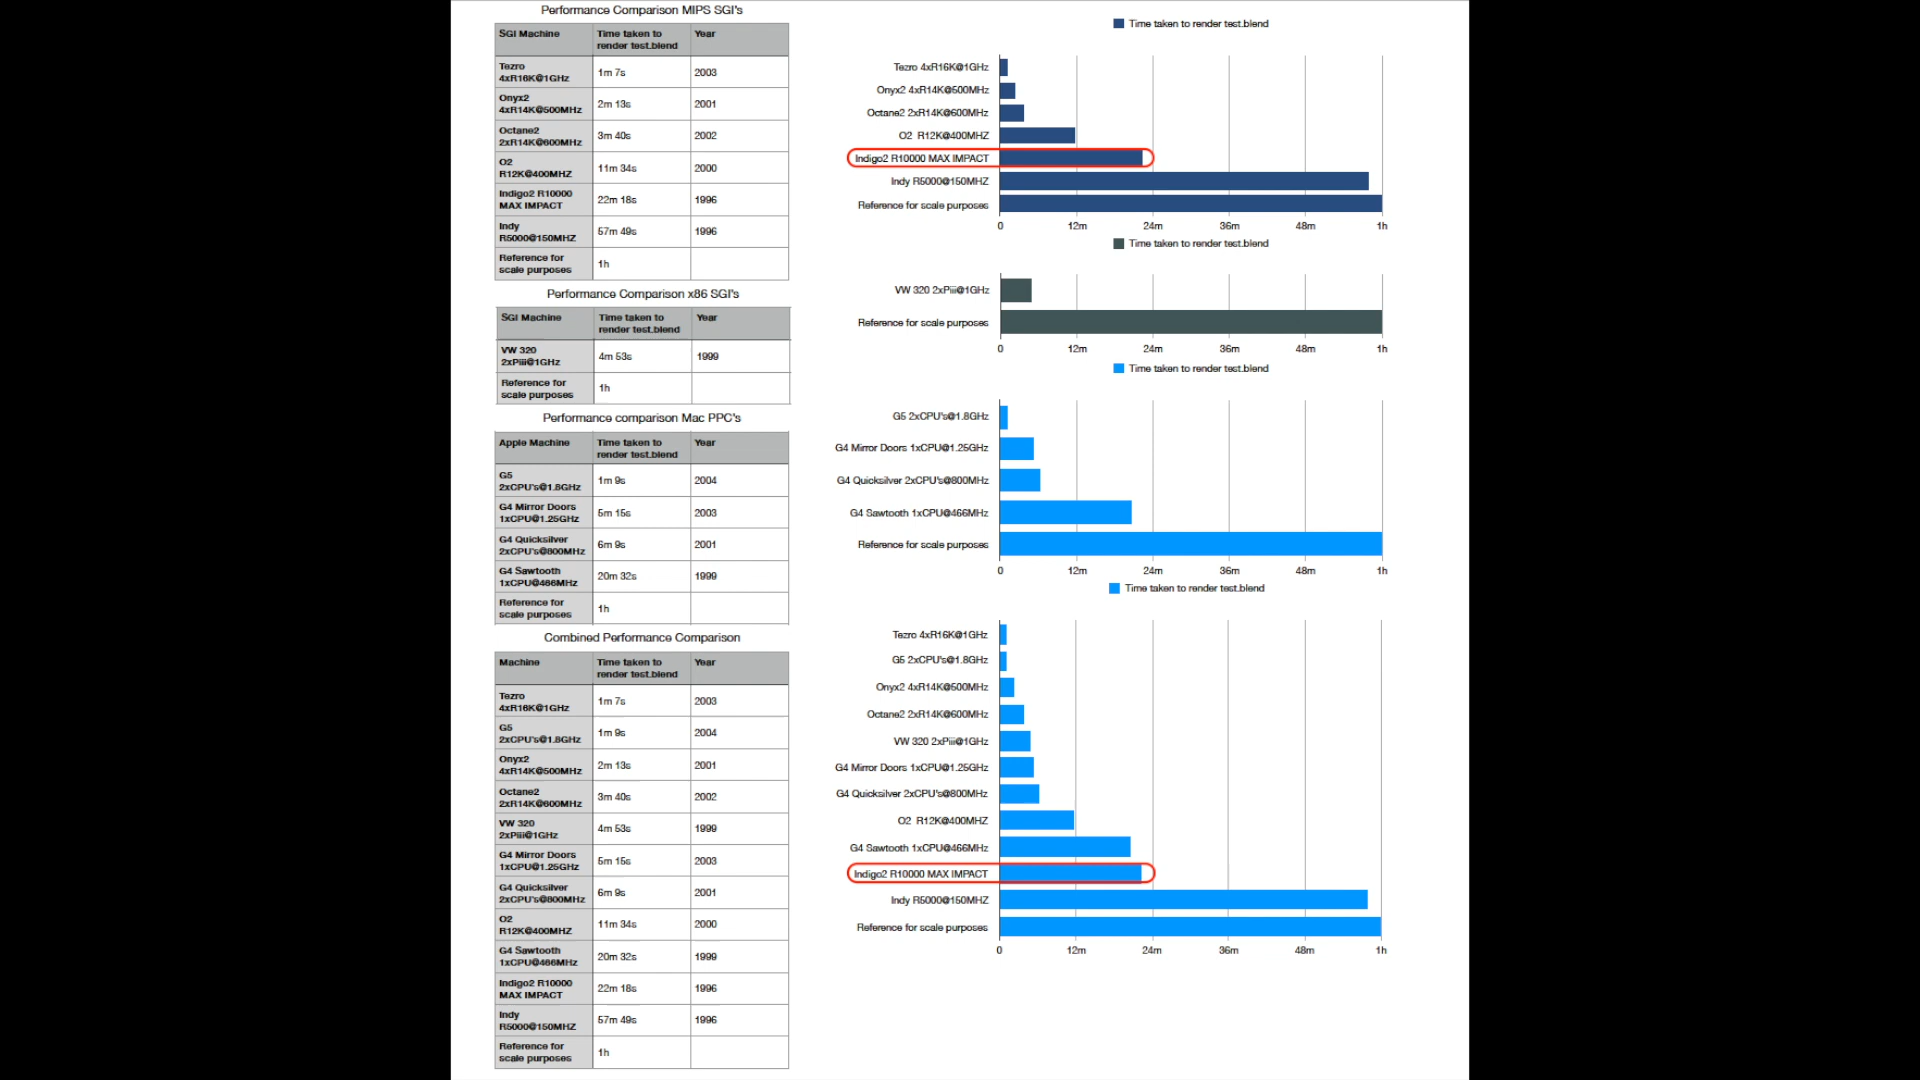 Performance Comparison MIPS SGI's
SGI Machine
Time taken to
render test.blend
Year
Tezro
4xR16K@1GHz
1m 7s
2003
Onyx2
4xR14K@500MHz
2m 13s
2001
Octane2
2xR14K@600MHz
3m 40s
2002
O2
R12K@400MHZ
11m 34s
2000
Indigo2 R10000
MAX IMPACT
22m 18s
1996
Indy
R5000@150MHZ
57m 49s
1996
Reference for
scale purposes
1h
Time taken to render test.blend
Tezro 4xR16K@1GHz
Onyx2 4xR14K@500MHz
Octane2 2xR14K@600MHz
O2 R12K@400MHZ
Indigo2 R10000 MAX IMPACT
Indy R5000@150MHZ
Reference for scale purposes
0 12m 24m 36m 48m 1h
Performance Comparison x86 SGI's
SGI Machine
Time taken to
render test.blend
Year
VW 320
2xPiii@1GHz
4m 53s
1999
Reference for
scale purposes
1h
Time taken to render test.blend
VW 320 2xPiii@1GHz
Reference for scale purposes
0 12m 24m 36m 48m 1h
Performance comparison Mac PPC's
Apple Machine
Time taken to
render test.blend
Year
G5
2xCPU's@1.8GHz
1m 9s
2004
G4 Mirror Doors
1xCPU@1.25GHz
5m 15s
2003
G4 Quicksilver
2xCPU's@800MHz
6m 9s
2001
G4 Sawtooth
1xCPU@466MHz
20m 32s
1999
Reference for
scale purposes
1h
Time taken to render test.blend
G5 2xCPU's@1.8GHz
G4 Mirror Doors 1xCPU@1.25GHz
G4 Quicksilver 2xCPU's@800MHz
G4 Sawtooth 1xCPU@466MHz
Reference for scale purposes
0 12m 24m 36m 48m 1h
Combined Performance Comparison
Machine
Time taken to
render test.blend
Year
Tezro
4xR16K@1GHz
1m 7s
2003
G5
2xCPU's@1.8GHz
1m 9s
2004
Onyx2
4xR14K@500MHz
2m 13s
2001
Octane2
2xR14K@600MHz
3m 40s
2002
VW 320
2xPiii@1GHz
4m 53s
1999
G4 Mirror Doors
1xCPU@1.25GHz
5m 15s
2003
G4 Quicksilver
2xCPU's@800MHz
6m 9s
2001
O2
R12K@400MHZ
11m 34s
2000
G4 Sawtooth
1xCPU@466MHz
20m 32s
1999
Indigo2 R10000
MAX IMPACT
22m 18s
1996
Indy
R5000@150MHZ
57m 49s
1996
Reference for
scale purposes
1h
Time taken to render test.blend
Tezro 4xR16K@1GHz
G5 2xCPU's@1.8GHz
Onyx2 4xR14K@500MHz
Octane2 2xR14K@600MHz
VW 320 2xPiii@1GHz
G4 Mirror Doors 1xCPU@1.25GHz
G4 Quicksilver 2xCPU's@800MHz
O2 R12K@400MHZ
G4 Sawtooth 1xCPU@466MHz
Indigo2 R10000 MAX IMPACT
Indy R5000@150MHZ
Reference for scale purposes
0 12m 24m 36m 48m 1h